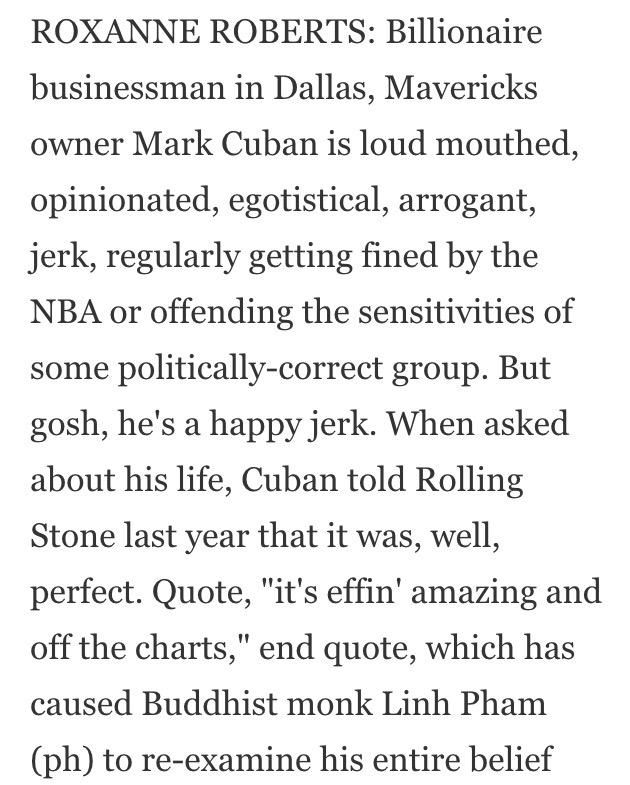 ROXANNE ROBERTS: Billionaire
businessman in Dallas, Mavericks
owner Mark Cuban is loud mouthed,
opinionated, egotistical, arrogant,
jerk, regularly getting fined by the
NBA or offending the sensitivities of
some politically-correct group. But
gosh, he's a happy jerk. When asked
about his life, Cuban told Rolling
Stone last year that it was, well,
perfect. Quote, "it's effin' amazing and
off the charts," end quote, which has
caused Buddhist monk Linh Pham
(ph) to re-examine his entire belief